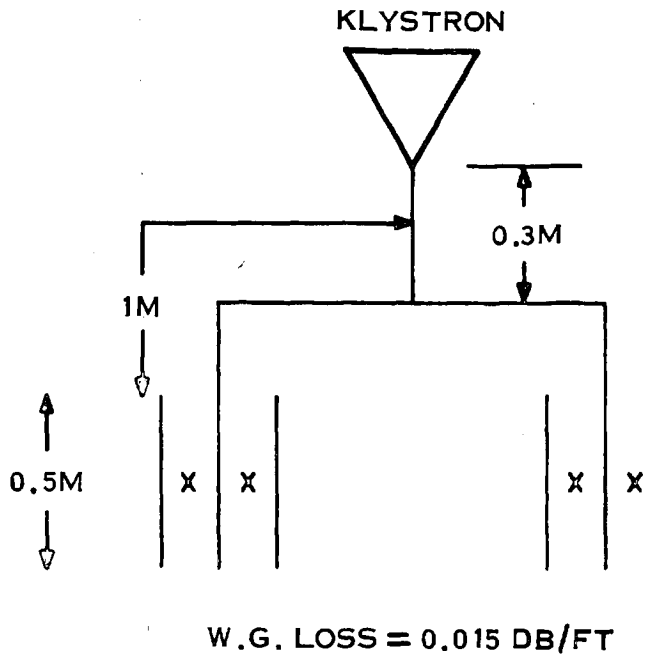 KLYSTRON
0.3M
1M
0.5M
X X X X
W.G. LOSS = 0.015 DB/FT